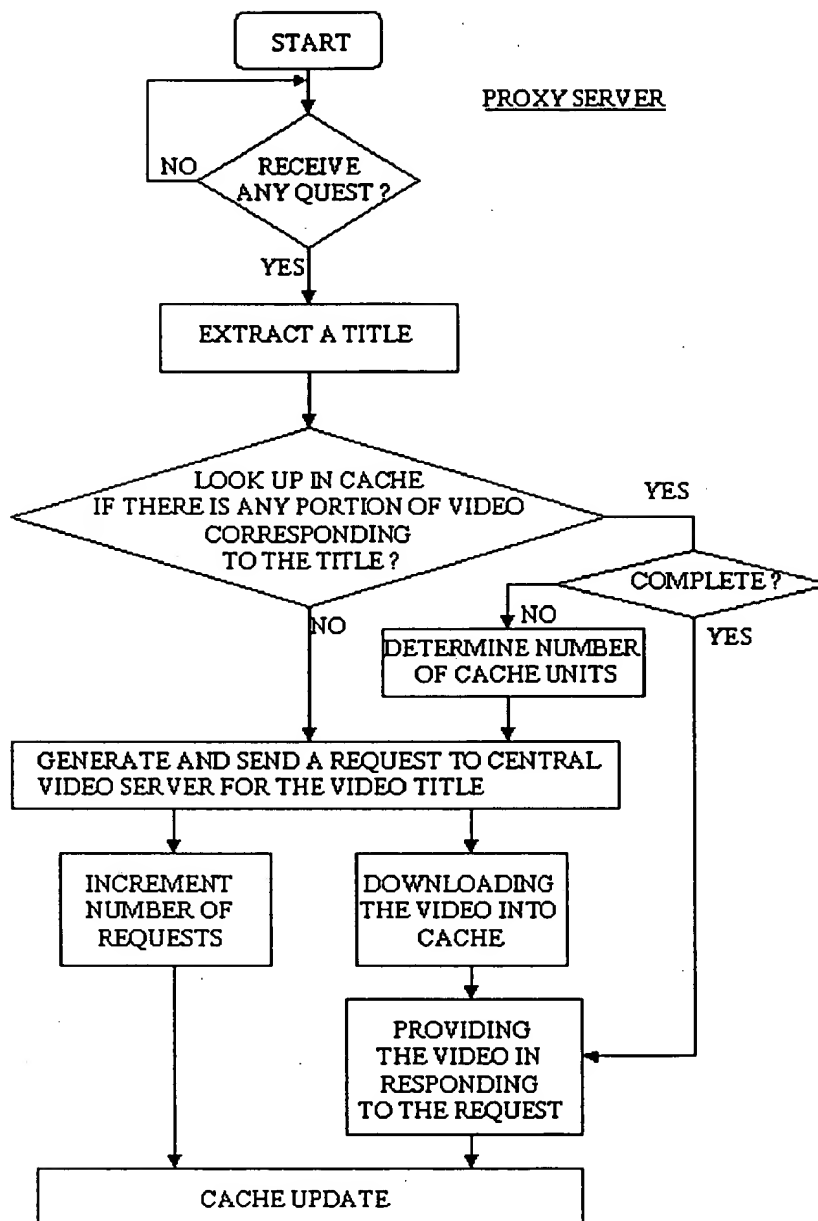 START
PROXY SERVER
NO
RECEIVE
ANY QUEST ?
YES
EXTRACT A TITLE
LOOK UP IN CACHE
IF THERE IS ANY PORTION OF VIDEO
CORRESPONDING
TO THE TITLE ?
YES
COMPLETE ?
NO
NO
YES
DETERMINE NUMBER
OF CACHE UNITS
GENERATE AND SEND A REQUEST TO CENTRAL
VIDEO SERVER FOR THE VIDEO TITLE
INCREMENT
NUMBER OF
REQUESTS
DOWNLOADING
THE VIDEO INTO
CACHE
PROVIDING
THE VIDEO IN
RESPONDING
TO THE REQUEST
CACHE UPDATE